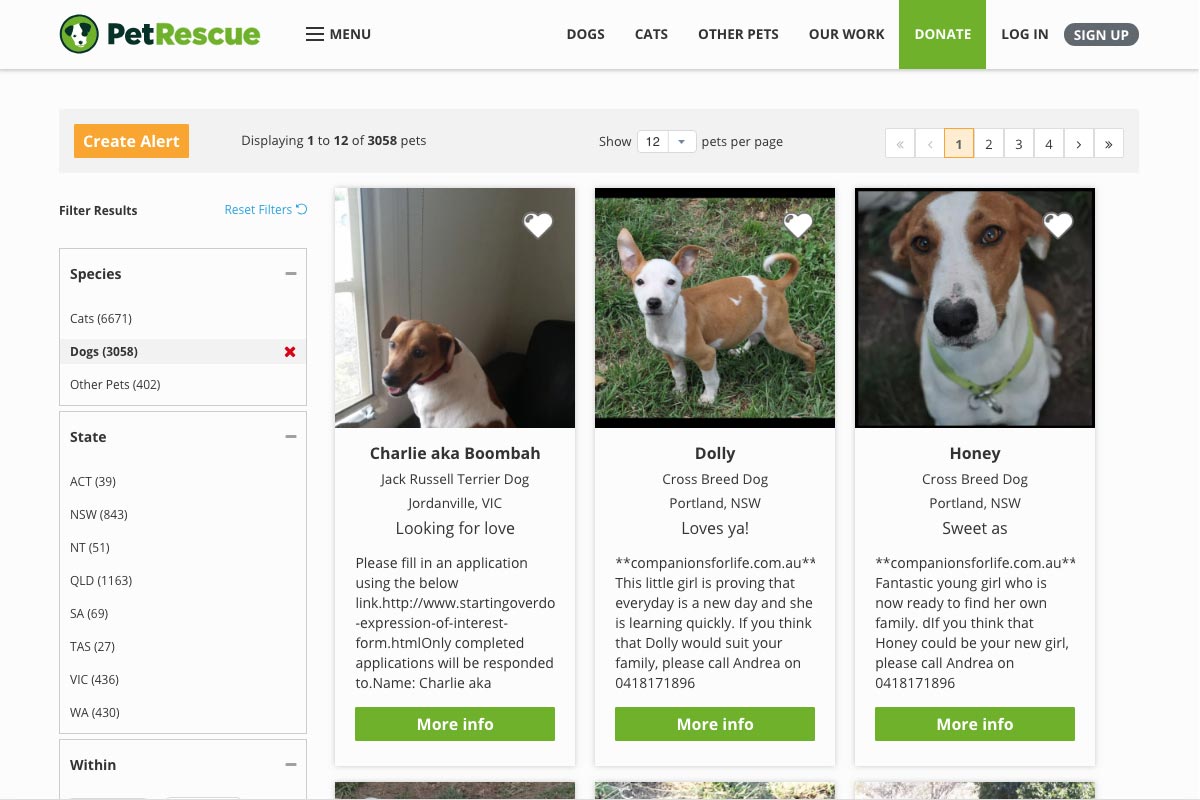 PetRescue
MENU
DOGS
CATS
OTHER PETS
OUR WORK
DONATE
LOG IN
SIGN UP
Create Alert
Displaying 1 to 12 of 3058 pets
Show 12 pets per page
« ‹ 1 2 3 4 › »
Filter Results
Reset Filters
Species
Cats (6671)
Dogs (3058)
Other Pets (402)
State
ACT (39)
NSW (843)
NT (51)
QLD (1163)
SA (69)
TAS (27)
VIC (436)
WA (430)
Within
Charlie aka Boombah
Jack Russell Terrier Dog
Jordanville, VIC
Looking for love
Please fill in an application
using the below
link.http://www.startingoverdo
-expression-of-interest-
form.htmlOnly completed
applications will be responded
to.Name: Charlie aka
More info
Dolly
Cross Breed Dog
Portland, NSW
Loves ya!
**companionsforlife.com.au**
This little girl is proving that
everyday is a new day and she
is learning quickly. If you think
that Dolly would suit your
family, please call Andrea on
0418171896
More info
Honey
Cross Breed Dog
Portland, NSW
Sweet as
**companionsforlife.com.au**
Fantastic young girl who is
now ready to find her own
family. dIf you think that
Honey could be your new girl,
please call Andrea on
0418171896
More info